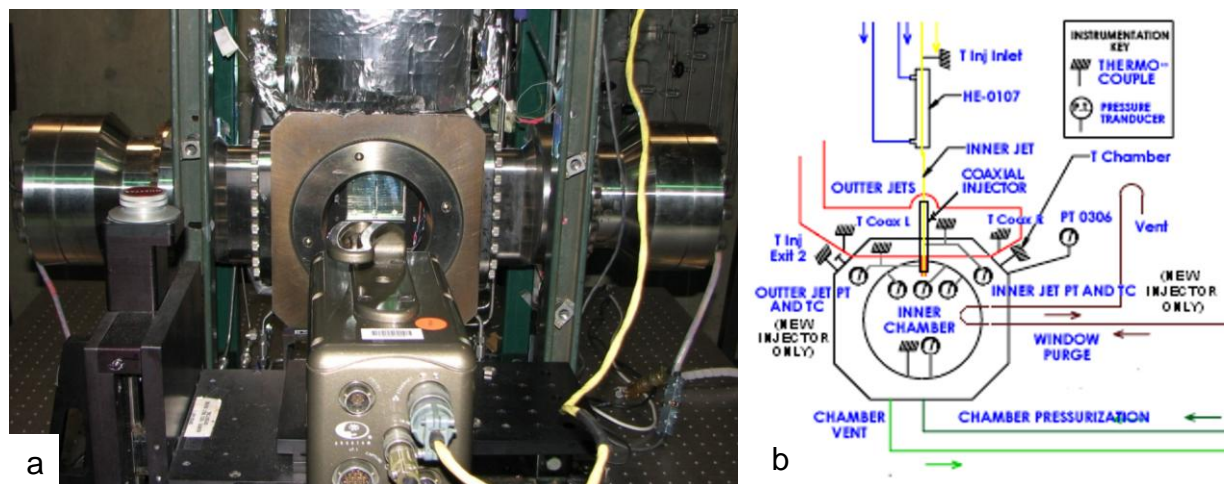 a
T Inj Inlet
HE-0107
INSTRUMENTATION
KEY
THERMO-
COUPLE
P.T.
PRESSURE
TRANDUCER
INNER JET
T Chamber
COAXIAL
INJECTOR
OUTTER JETS
T Coax L
T Coax R
PT 0306
Vent
T Inj
Exit 2
OUTTER JET PT
AND TC
(NEW
INJECTOR
ONLY)
INNER JET PT AND TC
(NEW
INJECTOR
ONLY)
INNER
CHAMBER
WINDOW
PURGE
CHAMBER
VENT
CHAMBER PRESSURIZATION
b